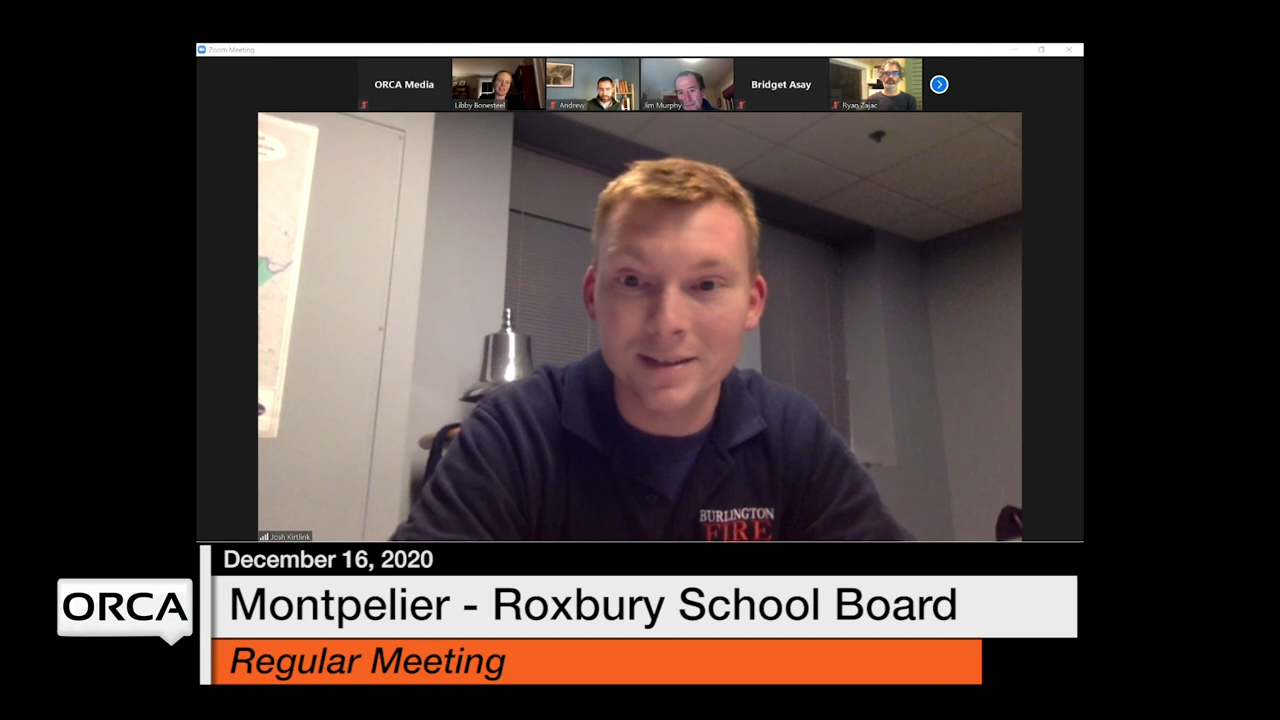 Zoom Meeting
ORCA Media
Bridget Asay
Libby Bonesteel
Andrew
Jim Murphy
Ryan Zajac
BURLINGTON
FIRE
Josh Kirtlink
December 16, 2020
ORCA
Montpelier - Roxbury School Board
Regular Meeting